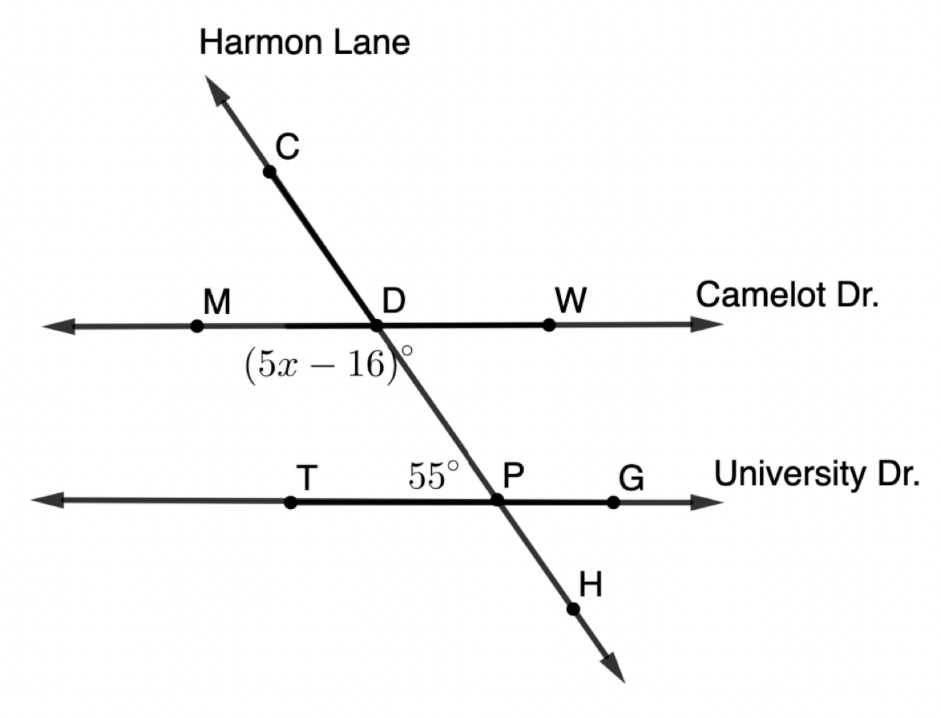 Harmon Lane
C
M
D
W
Camelot Dr.
(5x − 16)°
T
55°
P
G
University Dr.
H